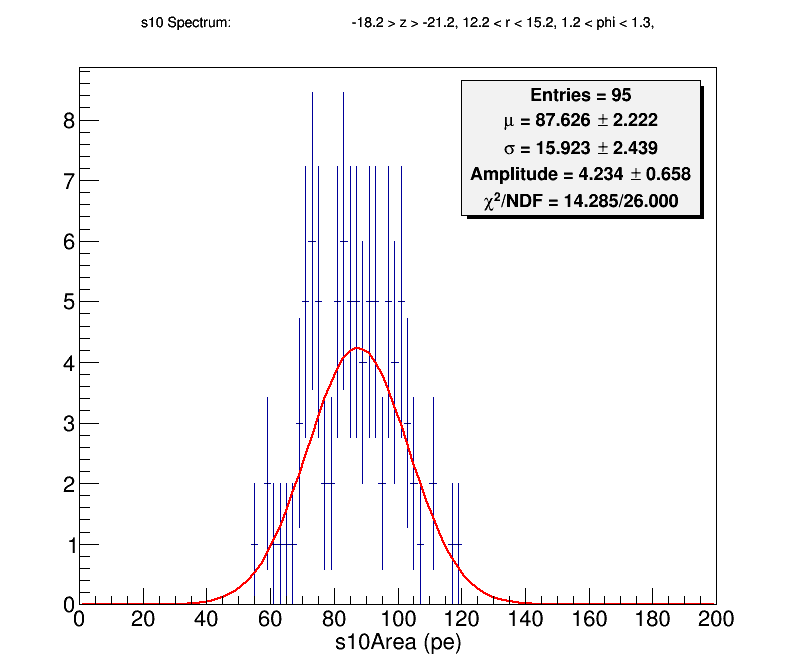 s10 Spectrum: -18.2 > z > -21.2, 12.2 < r < 15.2, 1.2 < phi < 1.3,
Entries = 95
μ = 87.626 ± 2.222
σ = 15.923 ± 2.439
Amplitude = 4.234 ± 0.658
χ²/NDF = 14.285/26.000
8
7
6
5
4
3
2
1
0
0 20 40 60 80 100 120 140 160 180 200
s10Area (pe)